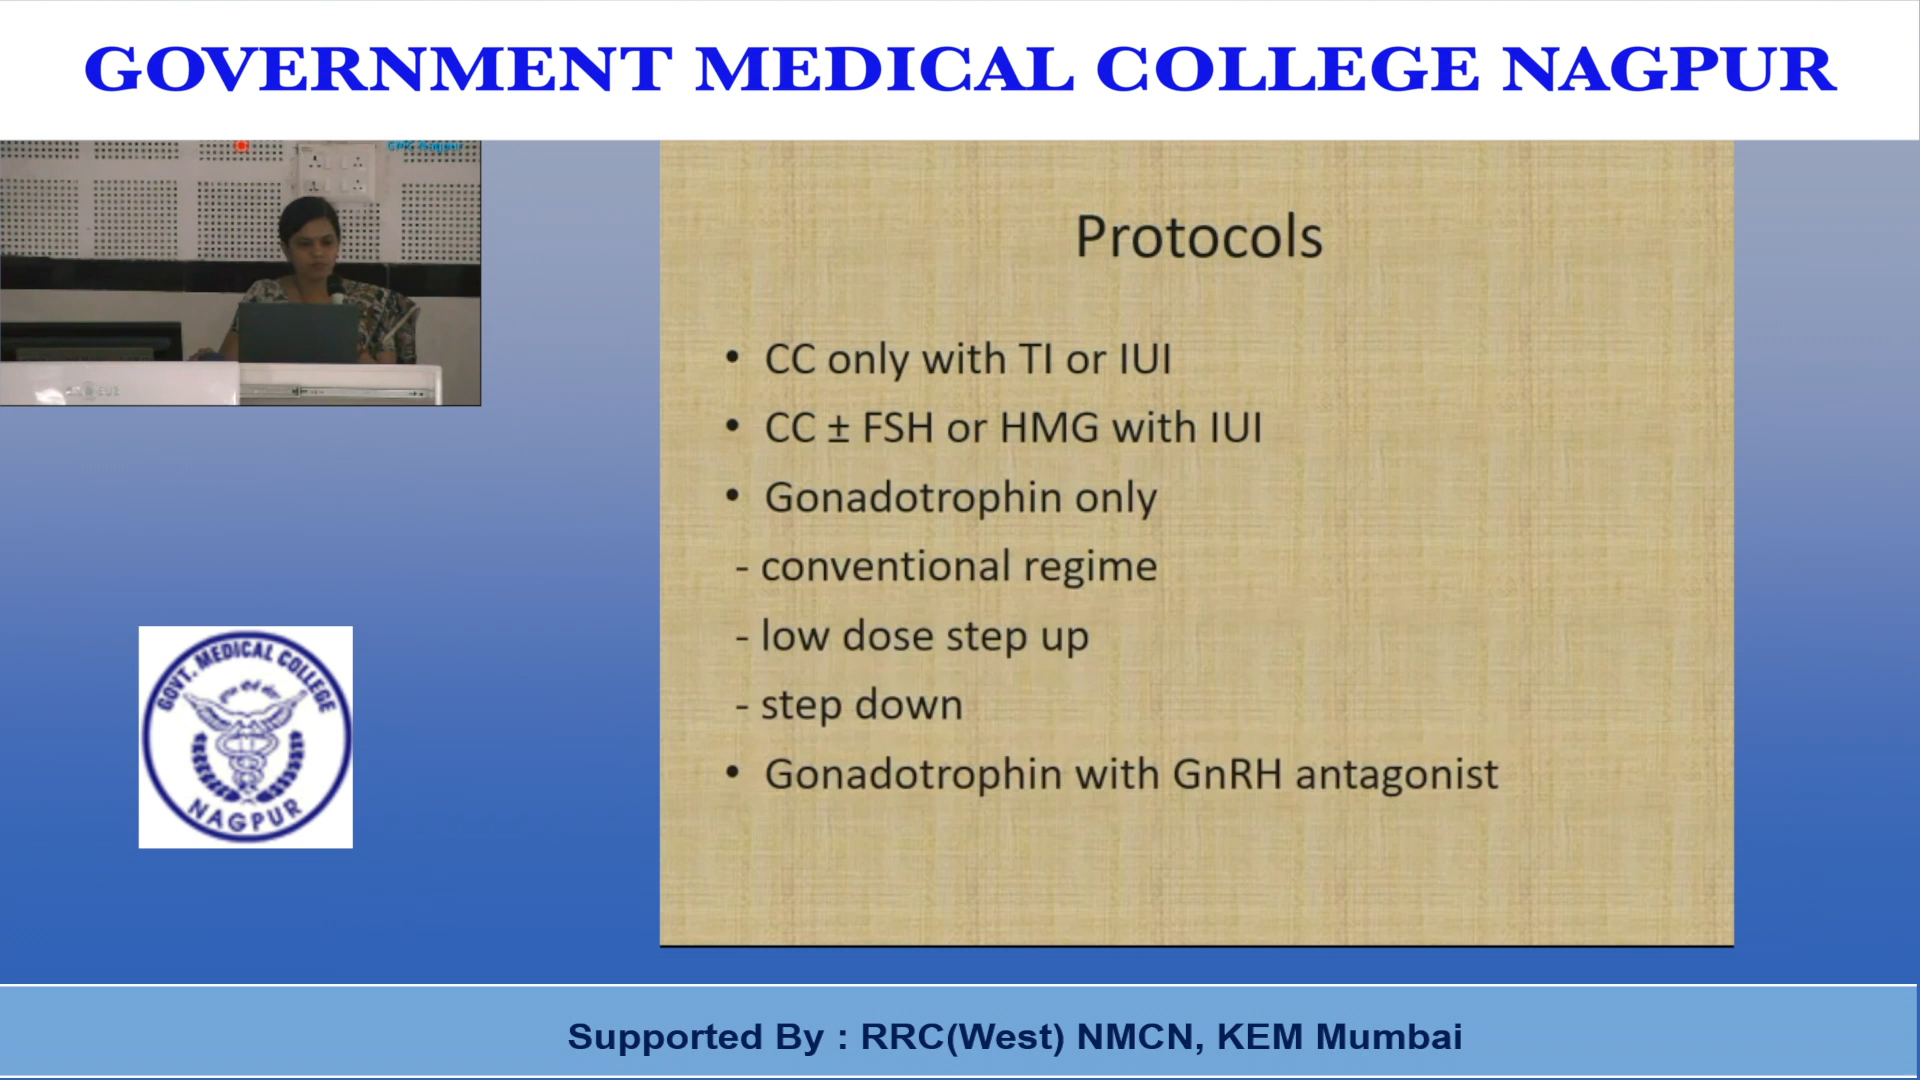 GOVERNMENT MEDICAL COLLEGE NAGPUR
GMC Nagpur
Protocols
• CC only with TI or IUI
• CC ± FSH or HMG with IUI
• Gonadotrophin only
- conventional regime
- low dose step up
- step down
• Gonadotrophin with GnRH antagonist
GOVT. MEDICAL COLLEGE
NAGPUR
Supported By : RRC(West) NMCN, KEM Mumbai